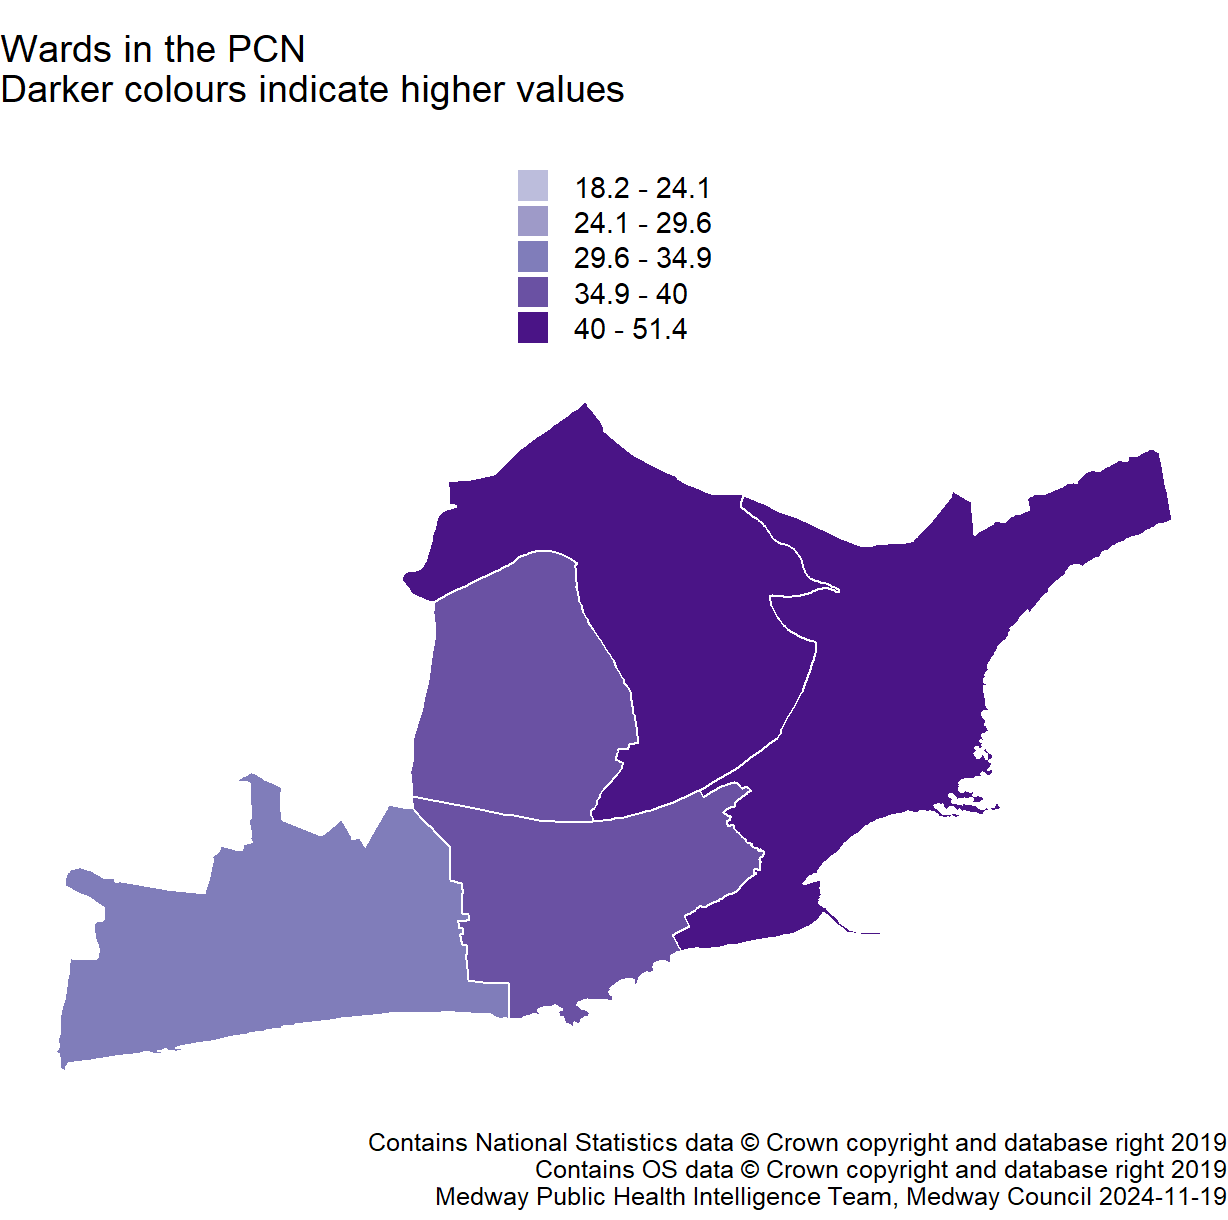 Wards in the PCN
Darker colours indicate higher values
18.2 - 24.1
24.1 - 29.6
29.6 - 34.9
34.9 - 40
40 - 51.4
Contains National Statistics data © Crown copyright and database right 2019
Contains OS data © Crown copyright and database right 2019
Medway Public Health Intelligence Team, Medway Council 2024-11-19